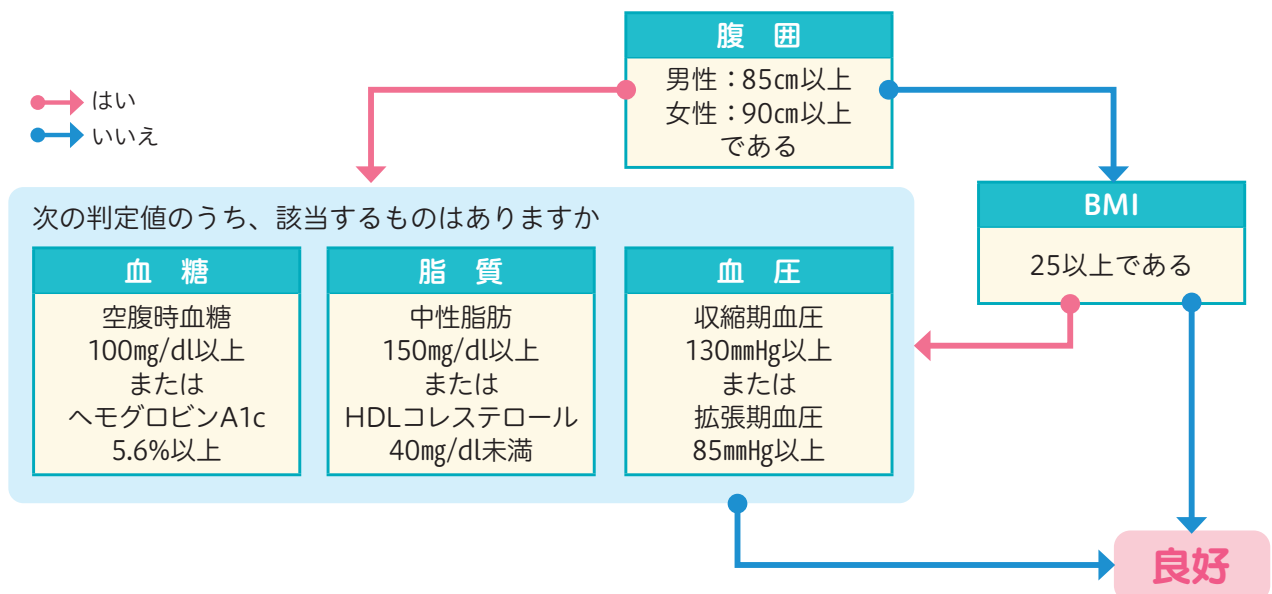 腹 囲
男性：85㎝以上
女性：90㎝以上
である
はい
いいえ
BMI
25以上である
次の判定値のうち、該当するものはありますか
血 糖
空腹時血糖
100㎎/dl以上
または
ヘモグロビンA1c
5.6%以上
脂 質
中性脂肪
150㎎/dl以上
または
HDLコレステロール
40㎎/dl未満
血 圧
収縮期血圧
130㎜Hg以上
または
拡張期血圧
85㎜Hg以上
良好